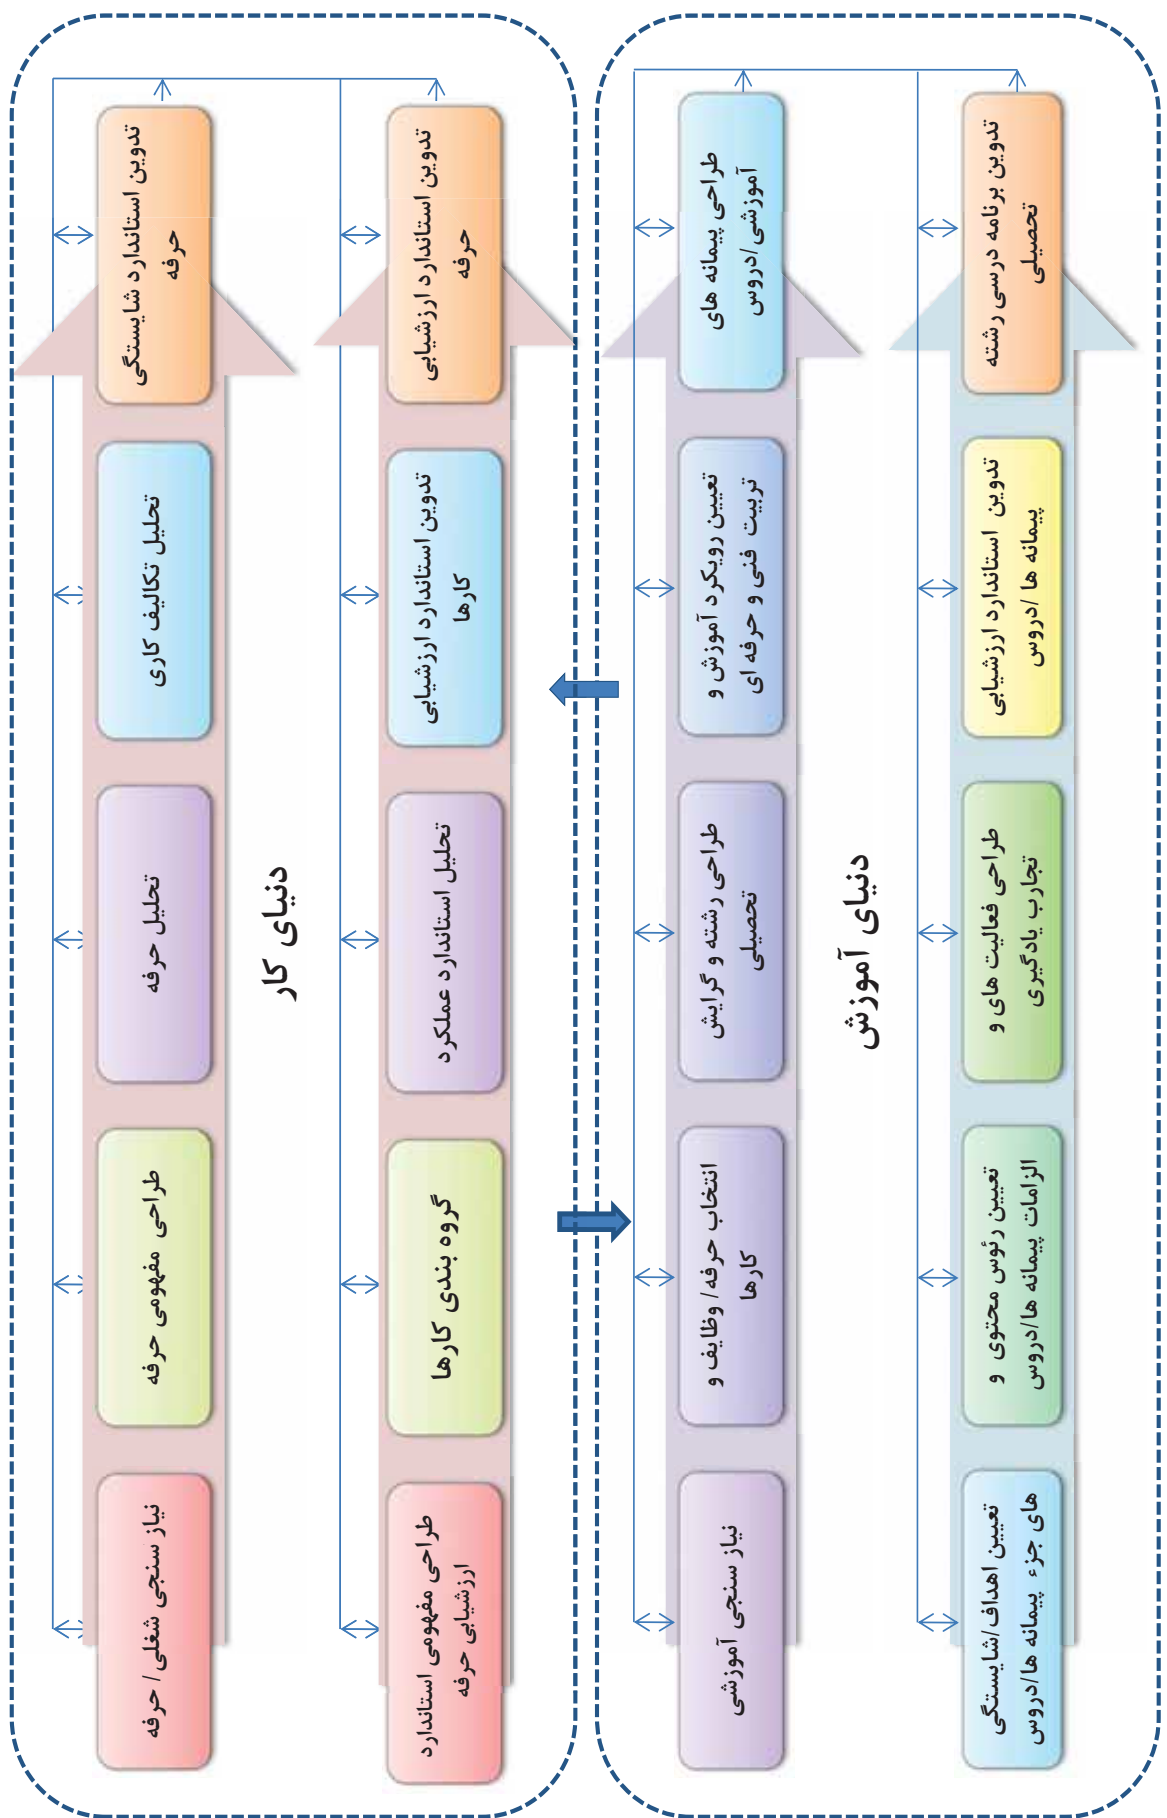 دنیای کار
نیاز سنجی شغلی/ حرفه
طراحی مفهومی حرفه
تحلیل حرفه
تحلیل تکالیف کاری
تدوین استاندارد شایستگی
حرفه
طراحی مفهومی استاندارد
ارزشیابی حرفه
گروه بندی کارها
تحلیل استاندارد عملکرد
تدوین استاندارد ارزشیابی
کارها
تدوین استاندارد ارزشیابی
حرفه
دنیای آموزش
نیاز سنجی آموزشی
انتخاب حرفه/ وظایف و
کارها
طراحی رشته و گرایش
تحصیلی
تعیین رویکرد آموزش و
تربیت فنی و حرفه ای
طراحی پیمانه های
آموزشی/دروس
تعیین اهداف/شایستگی
های جزء پیمانه ها/دروس
تعیین رئوس محتوی و
الزامات پیمانه ها/دروس
طراحی فعالیت های و
تجارب یادگیری
تدوین استاندارد ارزشیابی
پیمانه ها /دروس
تدوین برنامه درسی رشته
تحصیلی